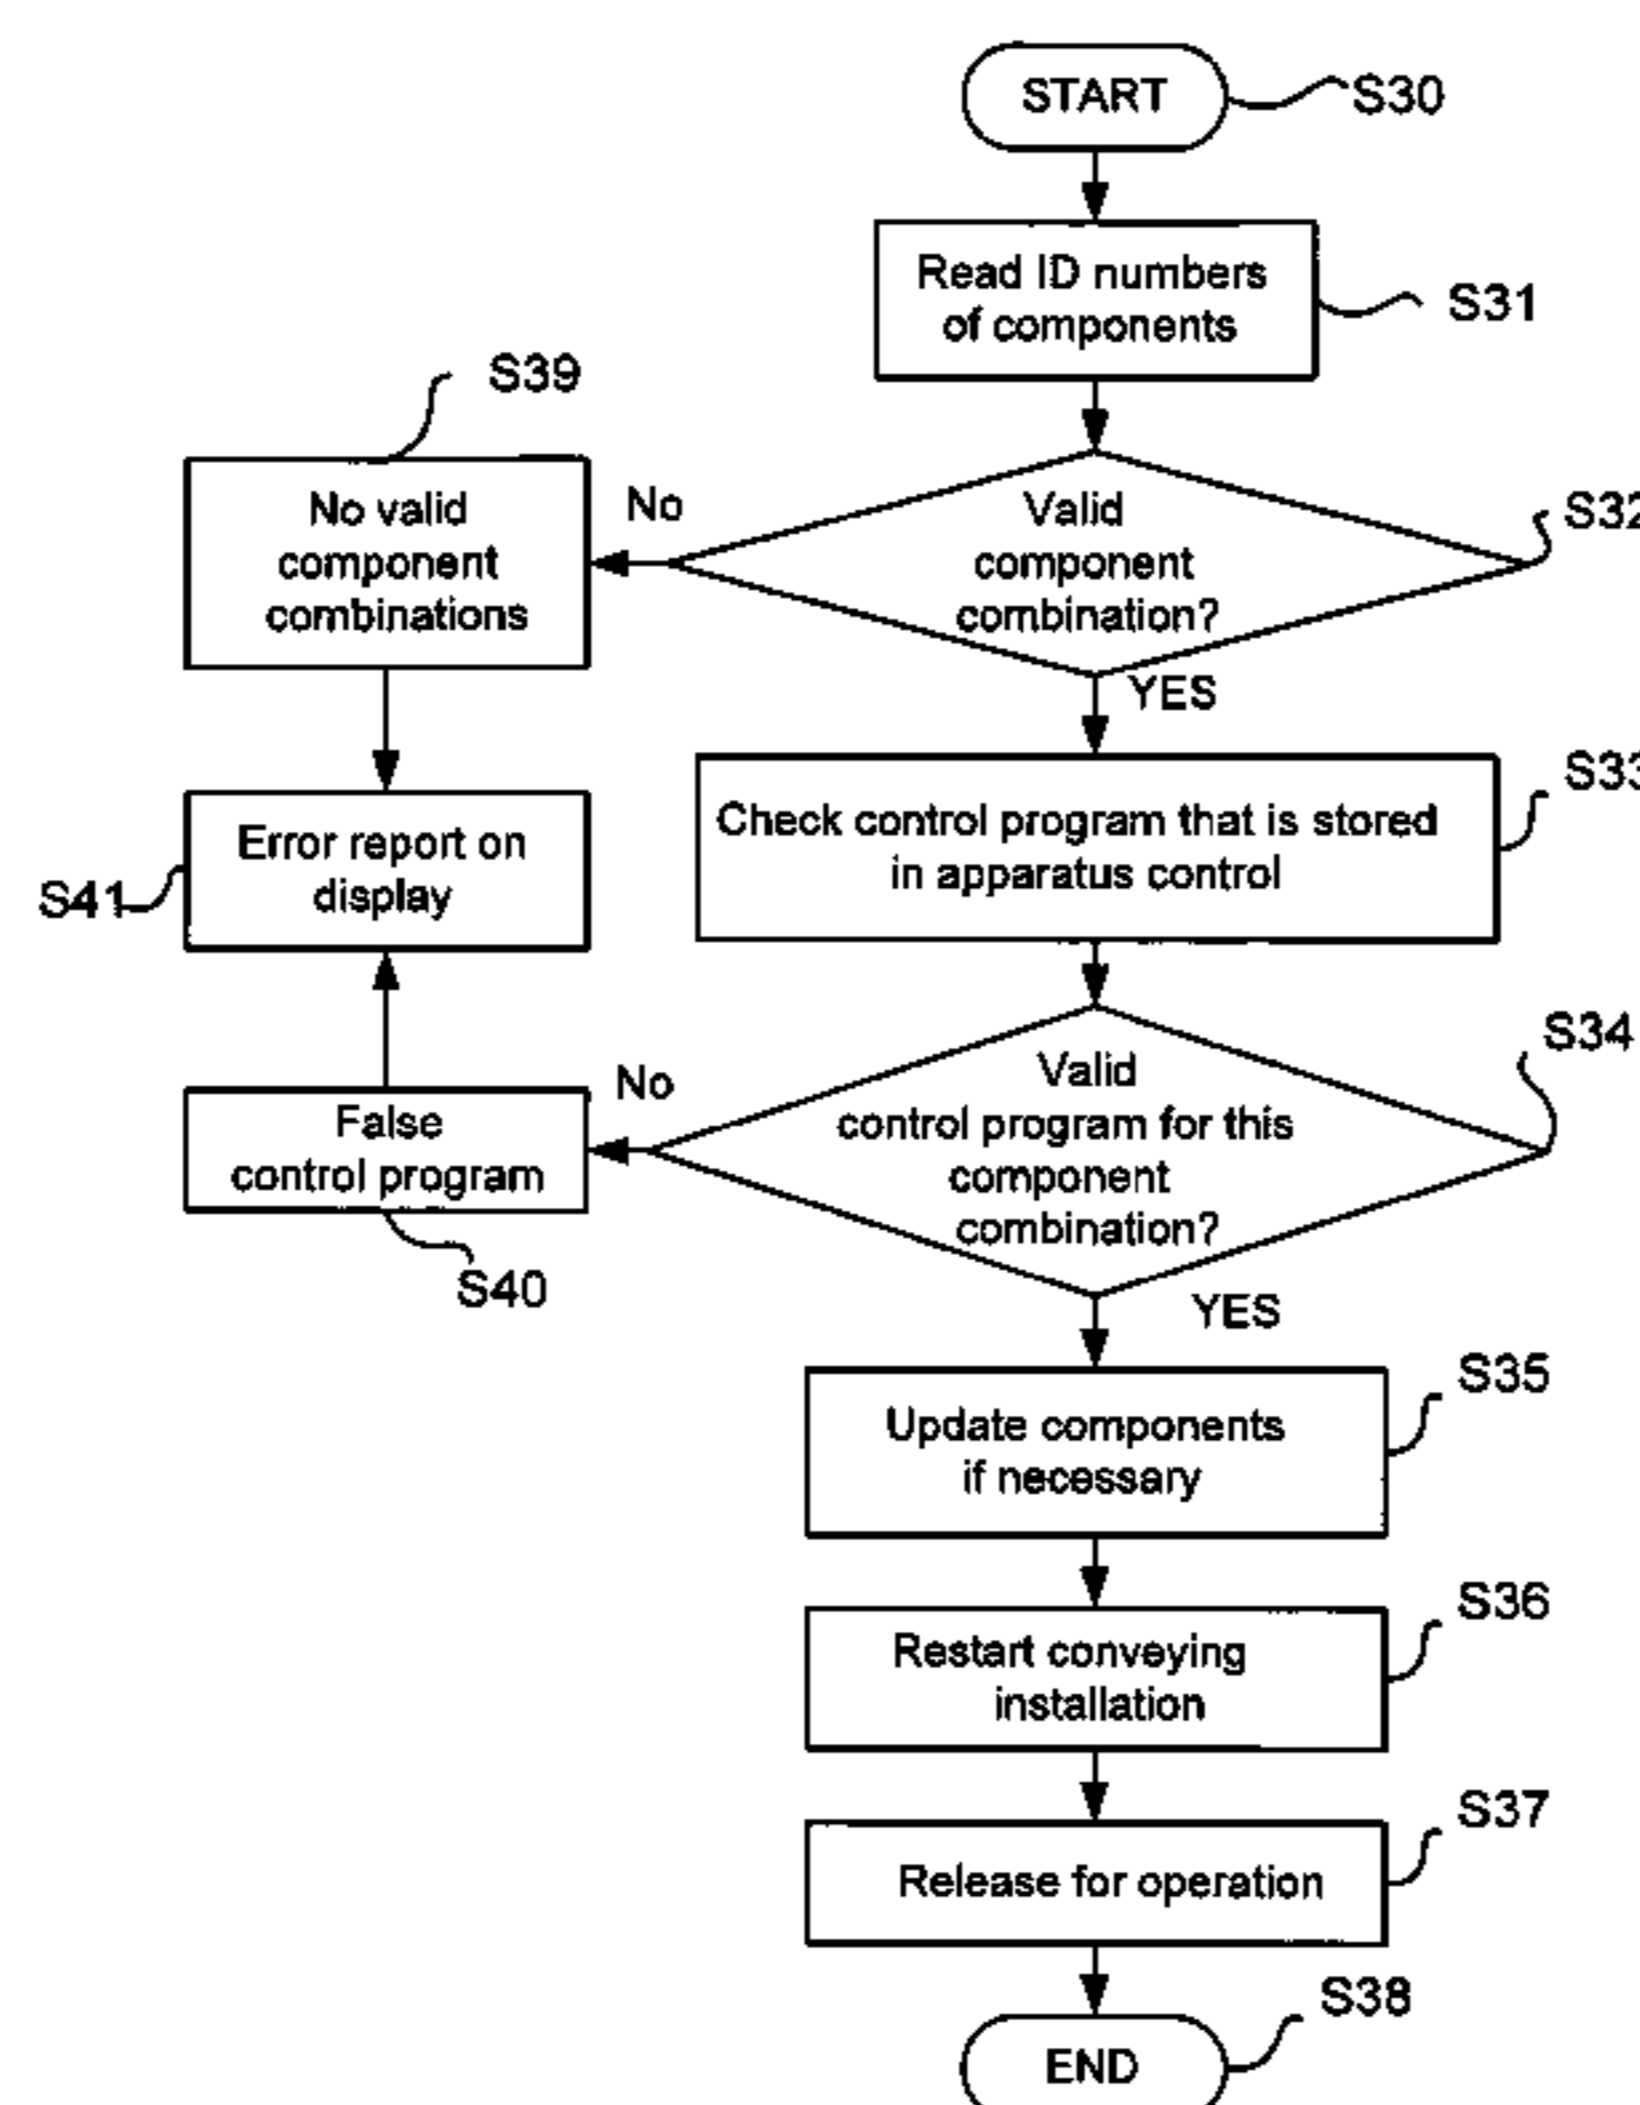 START
S30
Read ID numbers
of components
S31
S39
No valid
component
combinations
No
Valid
component
combination?
S32
YES
Check control program that is stored
in apparatus control
S33
Error report on
display
S41
Valid
control program for this
component
combination?
S34
No
False
control program
S40
YES
Update components
if necessary
S35
Restart conveying
installation
S36
Release for operation
S37
END
S38